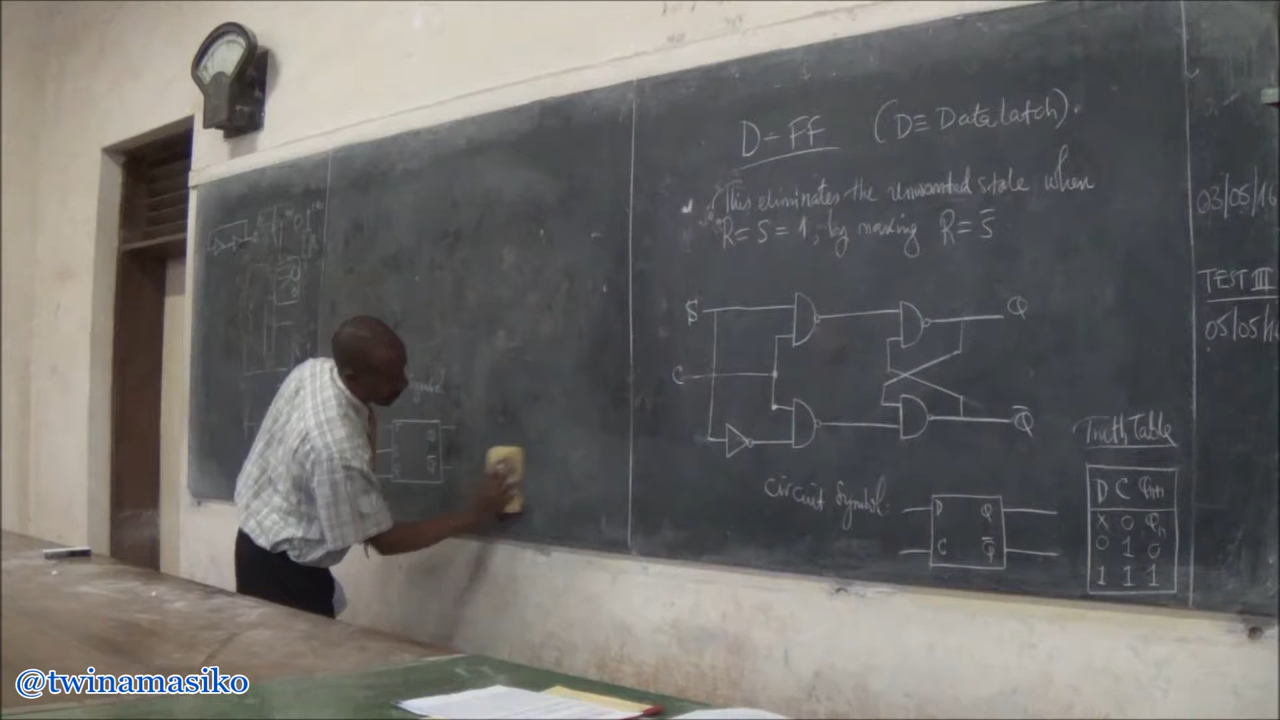 D-FF (D≡ Data latch).
This eliminates the unwanted state when
R=S=1, by making R=S̄
S
Q
C
Q̄
Truth Table
D C Qn+1
X 0 Qn
0 1 0
1 1 1
Circuit Symbol:
D Q
C Q̄
03/05/16
TEST III
05/05/1
@twinamasiko